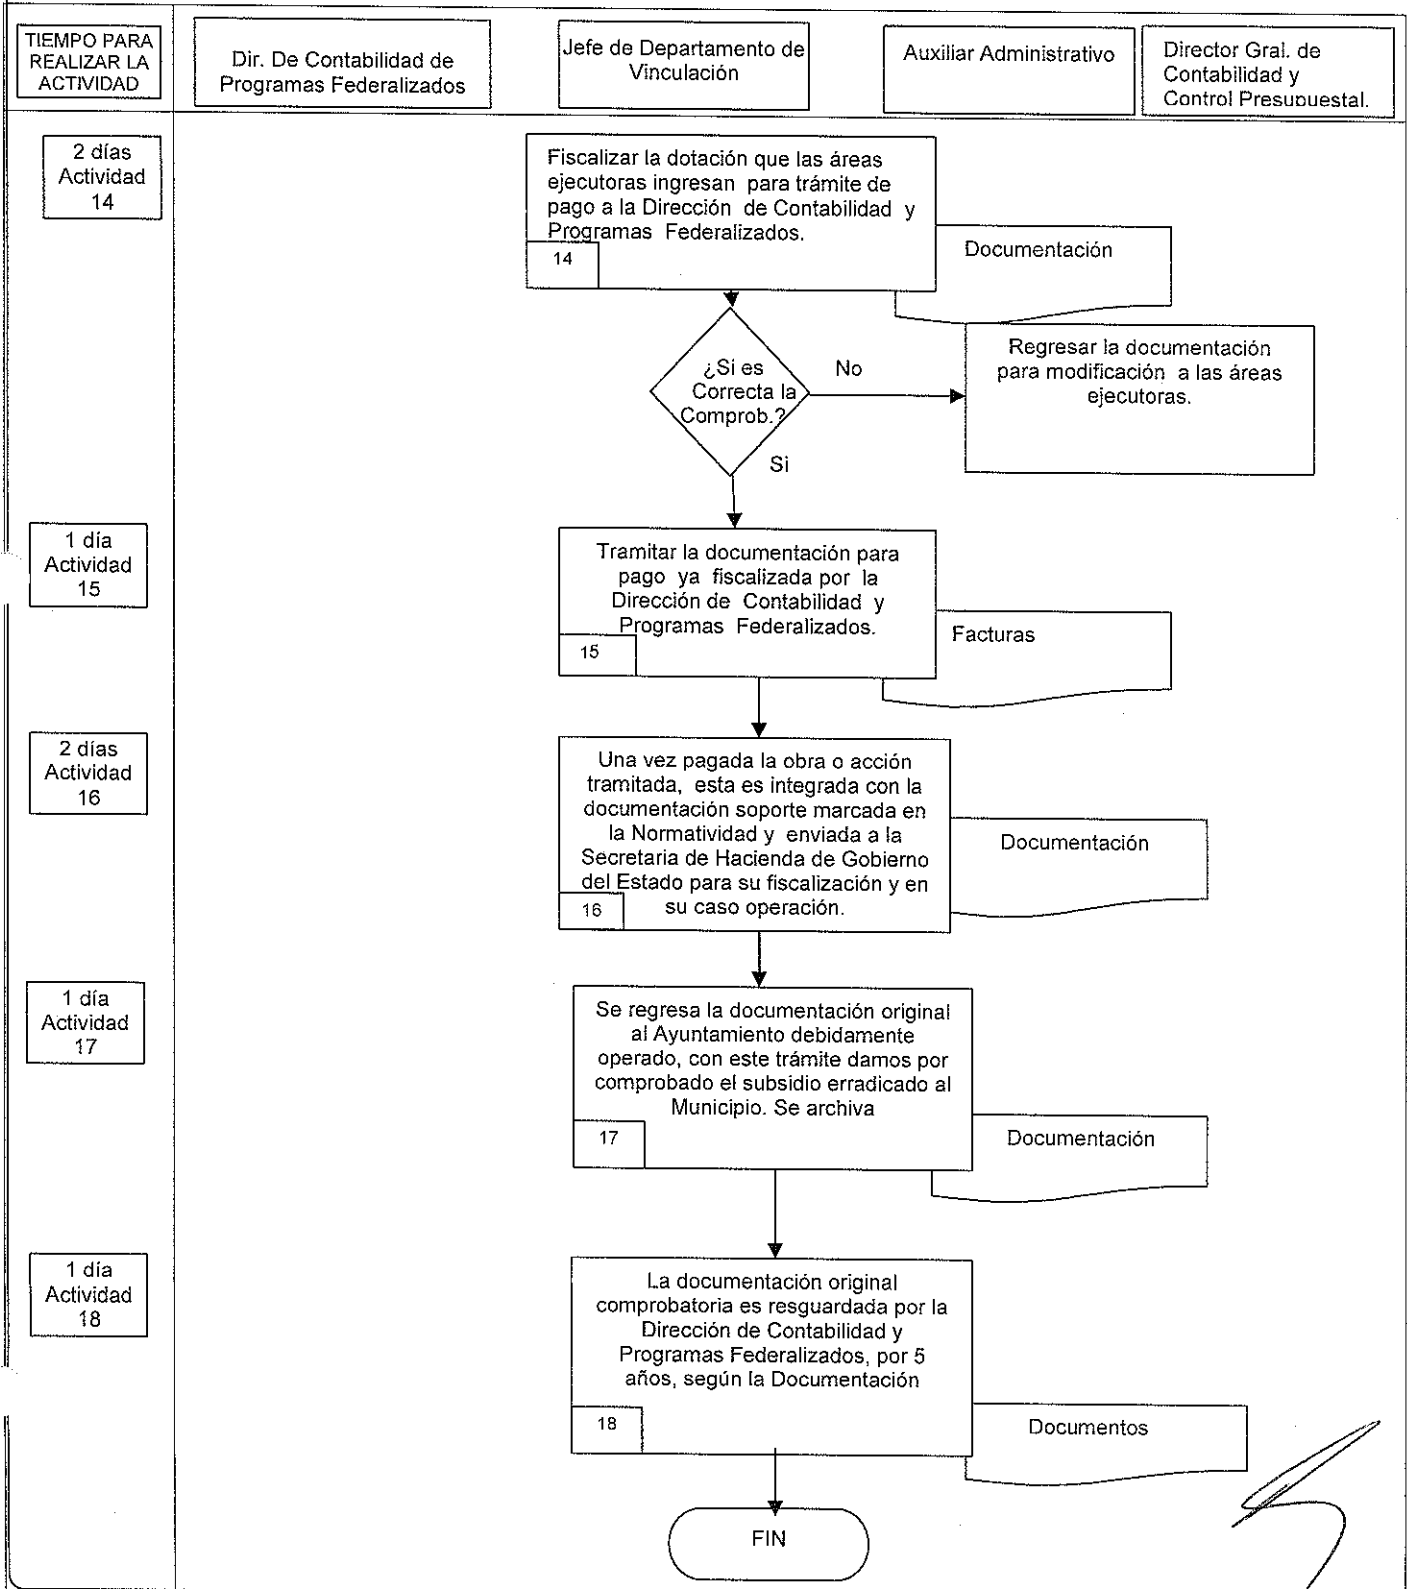 TIEMPO PARA
REALIZAR LA
ACTIVIDAD
Dir. De Contabilidad de
Programas Federalizados
Jefe de Departamento de
Vinculación
Auxiliar Administrativo
Director Gral. de
Contabilidad y
Control Presupuestal.
2 días
Actividad
14
Fiscalizar la dotación que las áreas
ejecutoras ingresan para trámite de
pago a la Dirección de Contabilidad y
Programas Federalizados.
14
Documentación
¿Si es
Correcta la
Comprob.?
No
Regresar la documentación
para modificación a las áreas
ejecutoras.
Si
1 día
Actividad
15
Tramitar la documentación para
pago ya fiscalizada por la
Dirección de Contabilidad y
Programas Federalizados.
15
Facturas
2 días
Actividad
16
Una vez pagada la obra o acción
tramitada, esta es integrada con la
documentación soporte marcada en
la Normatividad y enviada a la
Secretaria de Hacienda de Gobierno
del Estado para su fiscalización y en
su caso operación.
16
Documentación
1 día
Actividad
17
Se regresa la documentación original
al Ayuntamiento debidamente
operado, con este trámite damos por
comprobado el subsidio erradicado al
Municipio. Se archiva
17
Documentación
1 día
Actividad
18
La documentación original
comprobatoria es resguardada por la
Dirección de Contabilidad y
Programas Federalizados, por 5
años, según la Documentación
18
Documentos
FIN